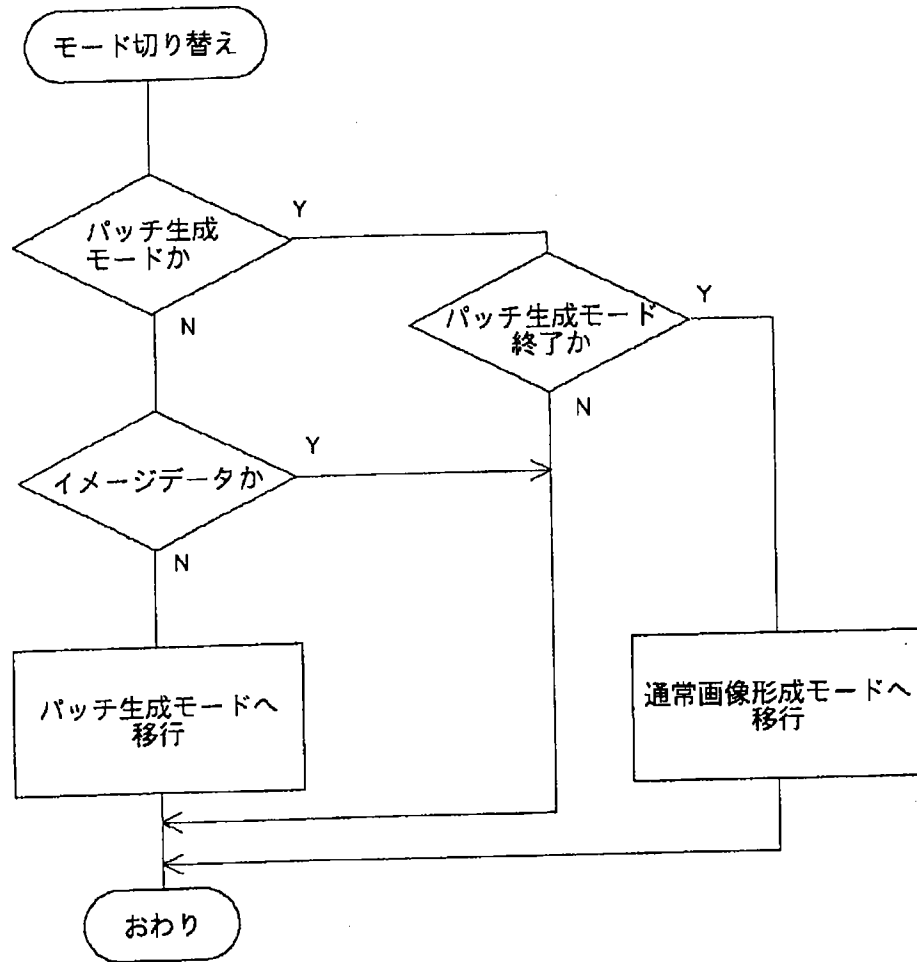 モード切り替え
パッチ生成
モードか
Y
N
パッチ生成モード
終了か
Y
N
イメージデータか
Y
N
パッチ生成モードへ
移行
通常画像形成モードへ
移行
おわり